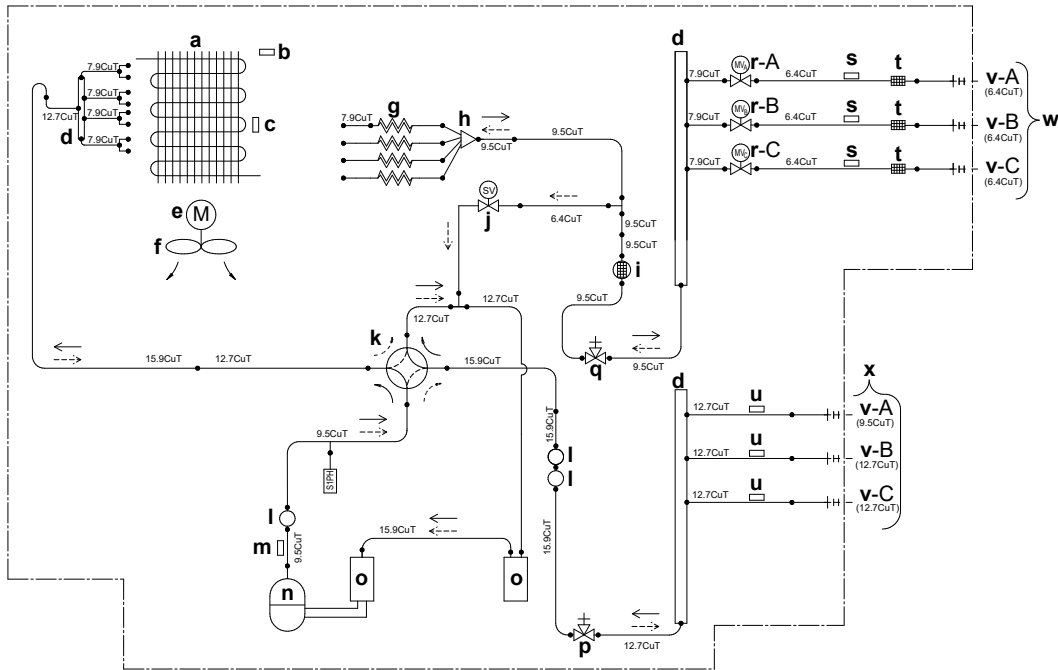 a
b
7.9CuT
7.9CuT
7.9CuT
7.9CuT
12.7CuT
d
c
e
M
f
7.9CuT
g
h
9.5CuT
9.5CuT
SV
j
6.4CuT
9.5CuT
9.5CuT
i
9.5CuT
q
9.5CuT
d
7.9CuT
MVA
r-A
6.4CuT
s
t
v-A
(6.4CuT)
7.9CuT
MVB
r-B
6.4CuT
s
t
v-B
(6.4CuT)
w
7.9CuT
MVC
r-C
6.4CuT
s
t
v-C
(6.4CuT)
12.7CuT
12.7CuT
k
15.9CuT
12.7CuT
15.9CuT
15.9CuT
l
l
15.9CuT
9.5CuT
S1PH
l
m
9.5CuT
n
15.9CuT
o
o
p
12.7CuT
d
x
12.7CuT
u
v-A
(9.5CuT)
12.7CuT
u
v-B
(12.7CuT)
12.7CuT
u
v-C
(12.7CuT)